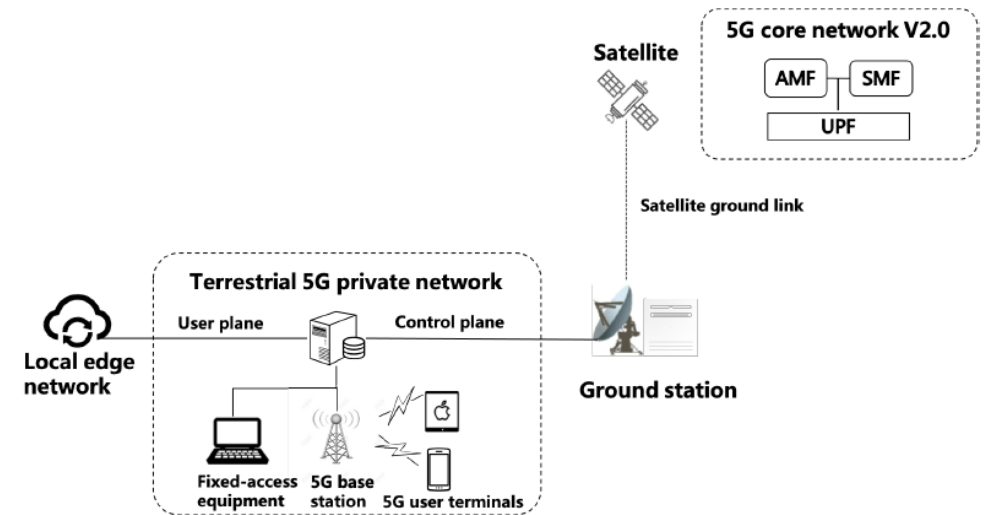 5G core network V2.0
Satellite
AMF
SMF
UPF
Satellite ground link
Terrestrial 5G private network
User plane
Control plane
Local edge
network
Ground station
Fixed-access
equipment
5G base
station
5G user terminals